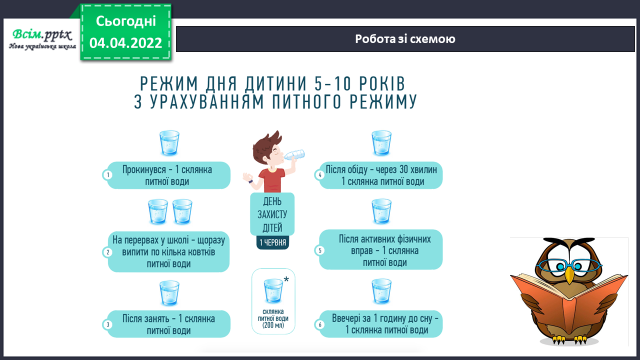 Всім.pptx
Нова українська школа
Сьогодні
04.04.2022
Робота зі схемою
РЕЖИМ ДНЯ ДИТИНИ 5-10 РОКІВ
З УРАХУВАННЯМ ПИТНОГО РЕЖИМУ
1
Прокинувся - 1 склянка
питної води
2
На перервах у школі - щоразу
випити по кілька ковтків
питної води
3
Після занять - 1 склянка
питної води
ДЕНЬ
ЗАХИСТУ
ДІТЕЙ
1 ЧЕРВНЯ
*
склянка
питної води
(200 мл)
4
Після обіду - через 30 хвилин
1 склянка питної води
5
Після активних фізичних
вправ - 1 склянка
питної води
6
Ввечері за 1 годину до сну -
1 склянка питної води